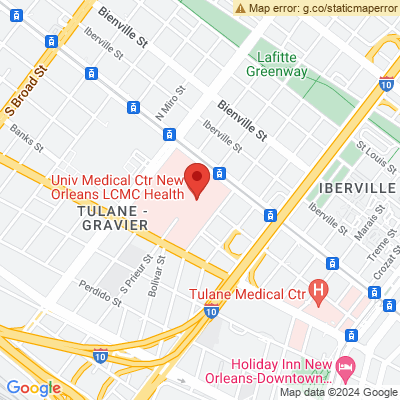 Map error: g.co/staticmaperror
Bienville St
Iberville St
S Broad St
Lafitte
Greenway
10
N Miro St
Bienville St
Iberville St
Banks St
St Louis St
Univ Medical Ctr New
Orleans LCMC Health
IBERVILLE
TULANE -
GRAVIER
Iberville St
Marais St
Treme St
Crozat St
S Prieur St
Bolivar St
Perdido St
Tulane Medical Ctr
H
10
10
Holiday Inn New
Orleans-Downtown...
Google
Map data ©2024 Google